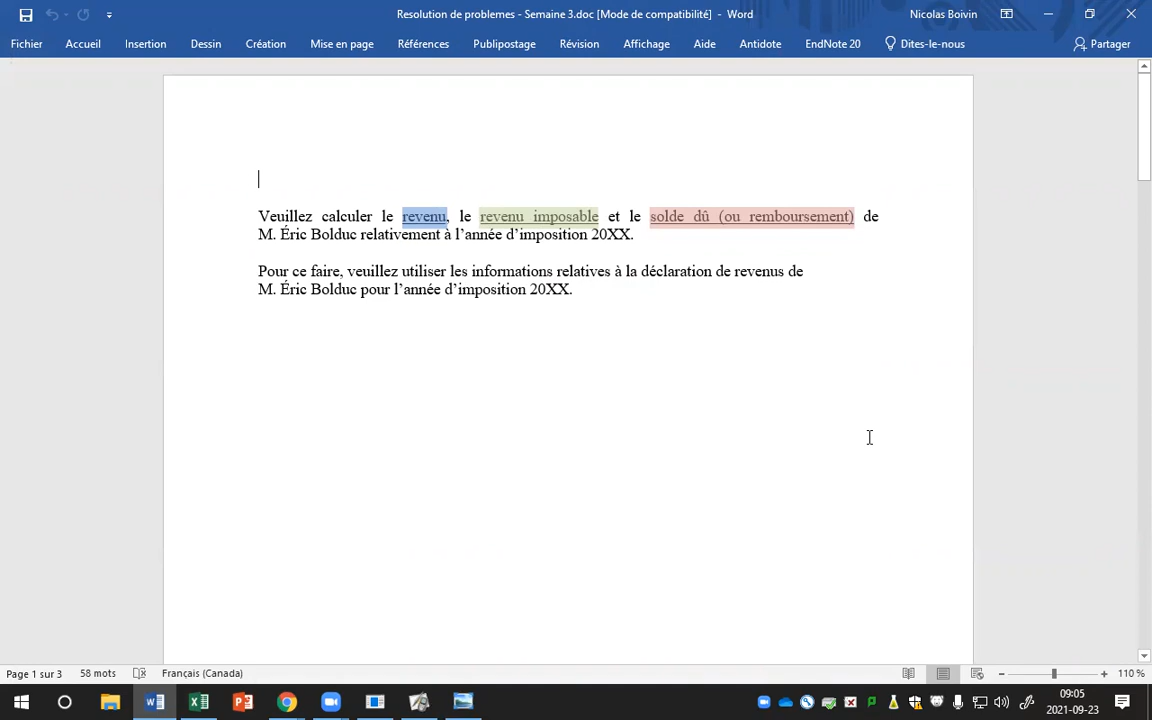 Resolution de problemes - Semaine 3.doc [Mode de compatibilité] - Word
Nicolas Boivin
Fichier Accueil Insertion Dessin Création Mise en page Références Publipostage Révision Affichage Aide Antidote EndNote 20 Dites-le-nous Partager
Veuillez calculer le revenu, le revenu imposable et le solde dû (ou remboursement) de
M. Éric Bolduc relativement à l'année d'imposition 20XX.
Pour ce faire, veuillez utiliser les informations relatives à la déclaration de revenus de
M. Éric Bolduc pour l'année d'imposition 20XX.
Page 1 sur 3 58 mots Français (Canada) 110 %
09:05
2021-09-23